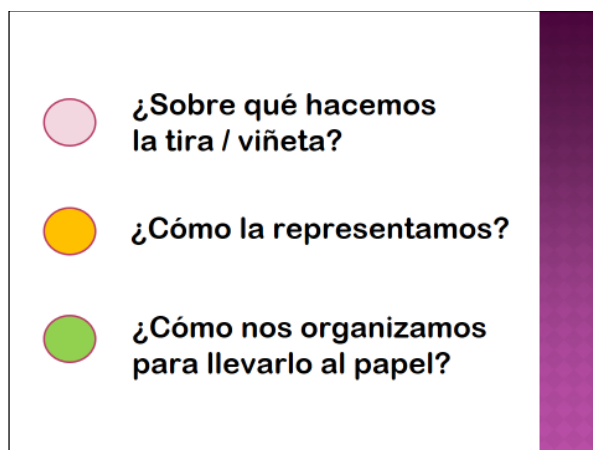 ¿Sobre qué hacemos
la tira / viñeta?
¿Cómo la representamos?
¿Cómo nos organizamos
para llevarlo al papel?